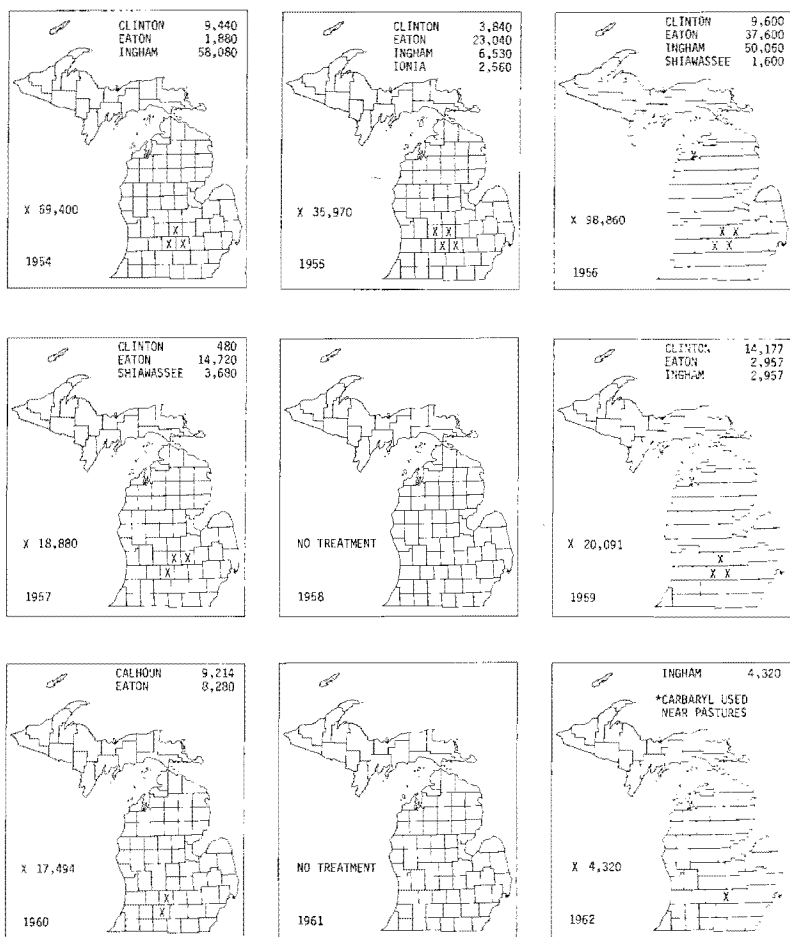 CLINTON 9,440
EATON 1,880
INGHAM 58,080
X 69,400
X
X X
1954
CLINTON 3,840
EATON 23,040
INGHAM 6,530
IONIA 2,560
X 35,970
X X
X X
1955
CLINTON 9,600
EATON 37,600
INGHAM 50,060
SHIAWASSEE 1,600
X 98,860
X X
X X
1956
CLINTON 480
EATON 14,720
SHIAWASSEE 3,680
X 18,880
X X
X
1957
NO TREATMENT
1958
CLINTON 14,177
EATON 2,957
INGHAM 2,957
X 20,091
X
X X
1959
CALHOUN 9,214
EATON 8,280
X 17,494
X
X
1960
NO TREATMENT
1961
INGHAM 4,320
*CARBARYL USED
NEAR PASTURES
X 4,320
X
1962